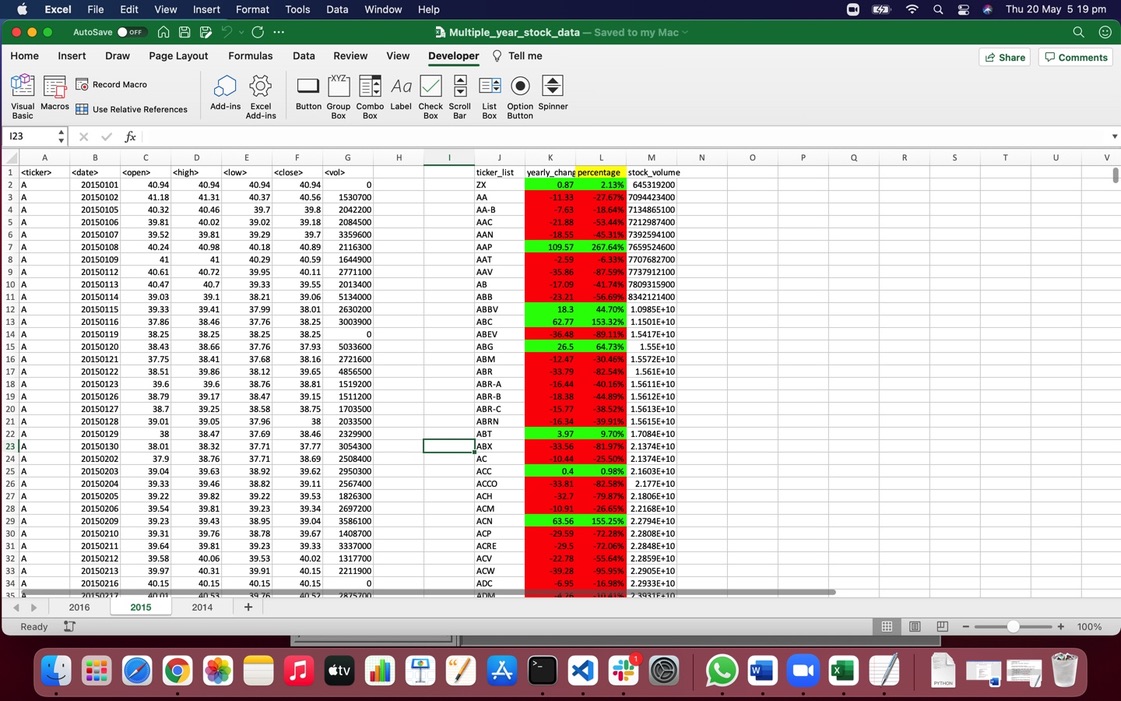 Excel File Edit View Insert Format Tools Data Window Help Thu 20 May 5 19 pm
AutoSave OFF Multiple_year_stock_data — Saved to my Mac
Home Insert Draw Page Layout Formulas Data Review View Developer Tell me Share Comments
Visual Basic Macros Record Macro Use Relative References Add-ins Excel Add-ins Button Group Box Combo Box Label Check Box Scroll Bar List Box Option Button Spinner
I23 fx
A B C D E F G H I J K L M N O P Q R S T U V
1 <ticker> <date> <open> <high> <low> <close> <vol> ticker_list yearly_chang percentage stock_volume
2 A 20150101 40.94 40.94 40.94 40.94 0 ZX 0.87 2.13% 645319200
3 A 20150102 41.18 41.31 40.37 40.56 1530700 AA -11.33 -27.67% 7094423400
4 A 20150105 40.32 40.46 39.7 39.8 2042200 AA-B -7.63 -18.64% 7134865100
5 A 20150106 39.81 40.02 39.02 39.18 2084500 AAC -21.88 -53.44% 7212987400
6 A 20150107 39.52 39.81 39.29 39.7 3359600 AAN -18.55 -45.31% 7392594100
7 A 20150108 40.24 40.98 40.18 40.89 2116300 AAP 109.57 267.64% 7659524600
8 A 20150109 41 41 40.29 40.59 1644900 AAT -2.59 -6.33% 7707682700
9 A 20150112 40.61 40.72 39.95 40.11 2771100 AAV -35.86 -87.59% 7737912100
10 A 20150113 40.47 40.7 39.33 39.55 2013400 AB -17.09 -41.74% 7809315900
11 A 20150114 39.03 39.1 38.21 39.06 5134000 ABB -23.21 -56.69% 8342121400
12 A 20150115 39.33 39.41 39.99 38.01 2630200 ABBV 18.3 44.70% 1.0985E+10
13 A 20150116 37.86 38.46 37.76 38.25 3003900 ABC 62.77 153.32% 1.1501E+10
14 A 20150119 38.25 38.25 38.25 38.25 0 ABEV -36.48 -89.11% 1.5417E+10
15 A 20150120 38.43 38.66 37.76 37.93 5033600 ABG 26.5 64.73% 1.55E+10
16 A 20150121 37.75 38.41 37.68 38.16 2721600 ABM -12.47 -30.46% 1.5572E+10
17 A 20150122 38.51 39.86 38.12 39.65 4856500 ABR -33.79 -82.54% 1.561E+10
18 A 20150123 39.6 39.6 38.76 38.81 1519200 ABR-A -16.44 -40.16% 1.5611E+10
19 A 20150126 38.79 39.17 38.47 39.15 1511200 ABR-B -18.38 -44.89% 1.5612E+10
20 A 20150127 38.7 39.25 38.58 38.75 1703500 ABR-C -15.77 -38.52% 1.5613E+10
21 A 20150128 39.01 39.05 37.96 38 2033500 ABRN -16.34 -39.91% 1.5615E+10
22 A 20150129 38 38.47 37.69 38.46 2329900 ABT 3.97 9.70% 1.7084E+10
23 A 20150130 38.01 38.32 37.71 37.77 3054300 ABX -33.56 -81.97% 2.1374E+10
24 A 20150202 37.9 38.76 37.71 38.69 2508400 AC -10.44 -25.50% 2.1374E+10
25 A 20150203 39.04 39.63 38.92 39.62 2950300 ACC 0.4 0.98% 2.1603E+10
26 A 20150204 39.33 39.46 38.82 39.11 2567400 ACCO -33.81 -82.58% 2.177E+10
27 A 20150205 39.22 39.82 39.22 39.53 1826300 ACH -32.7 -79.87% 2.1806E+10
28 A 20150206 39.54 39.81 39.23 39.34 2697200 ACM -10.91 -26.65% 2.2168E+10
29 A 20150209 39.23 39.43 38.95 39.04 3586100 ACN 63.56 155.25% 2.2794E+10
30 A 20150210 39.31 39.76 38.78 39.67 1408700 ACP -29.59 -72.28% 2.2808E+10
31 A 20150211 39.64 39.81 39.23 39.33 3337000 ACRE -29.5 -72.06% 2.2848E+10
32 A 20150212 39.58 40.06 39.53 40.02 1317700 ACV -22.78 -55.64% 2.2859E+10
33 A 20150213 39.97 40.31 39.91 40.15 2211900 ACW -39.28 -95.95% 2.2905E+10
34 A 20150216 40.15 40.15 40.15 40.15 0 ADC -6.95 -16.98% 2.2933E+10
2016 2015 2014 +
Ready 100%